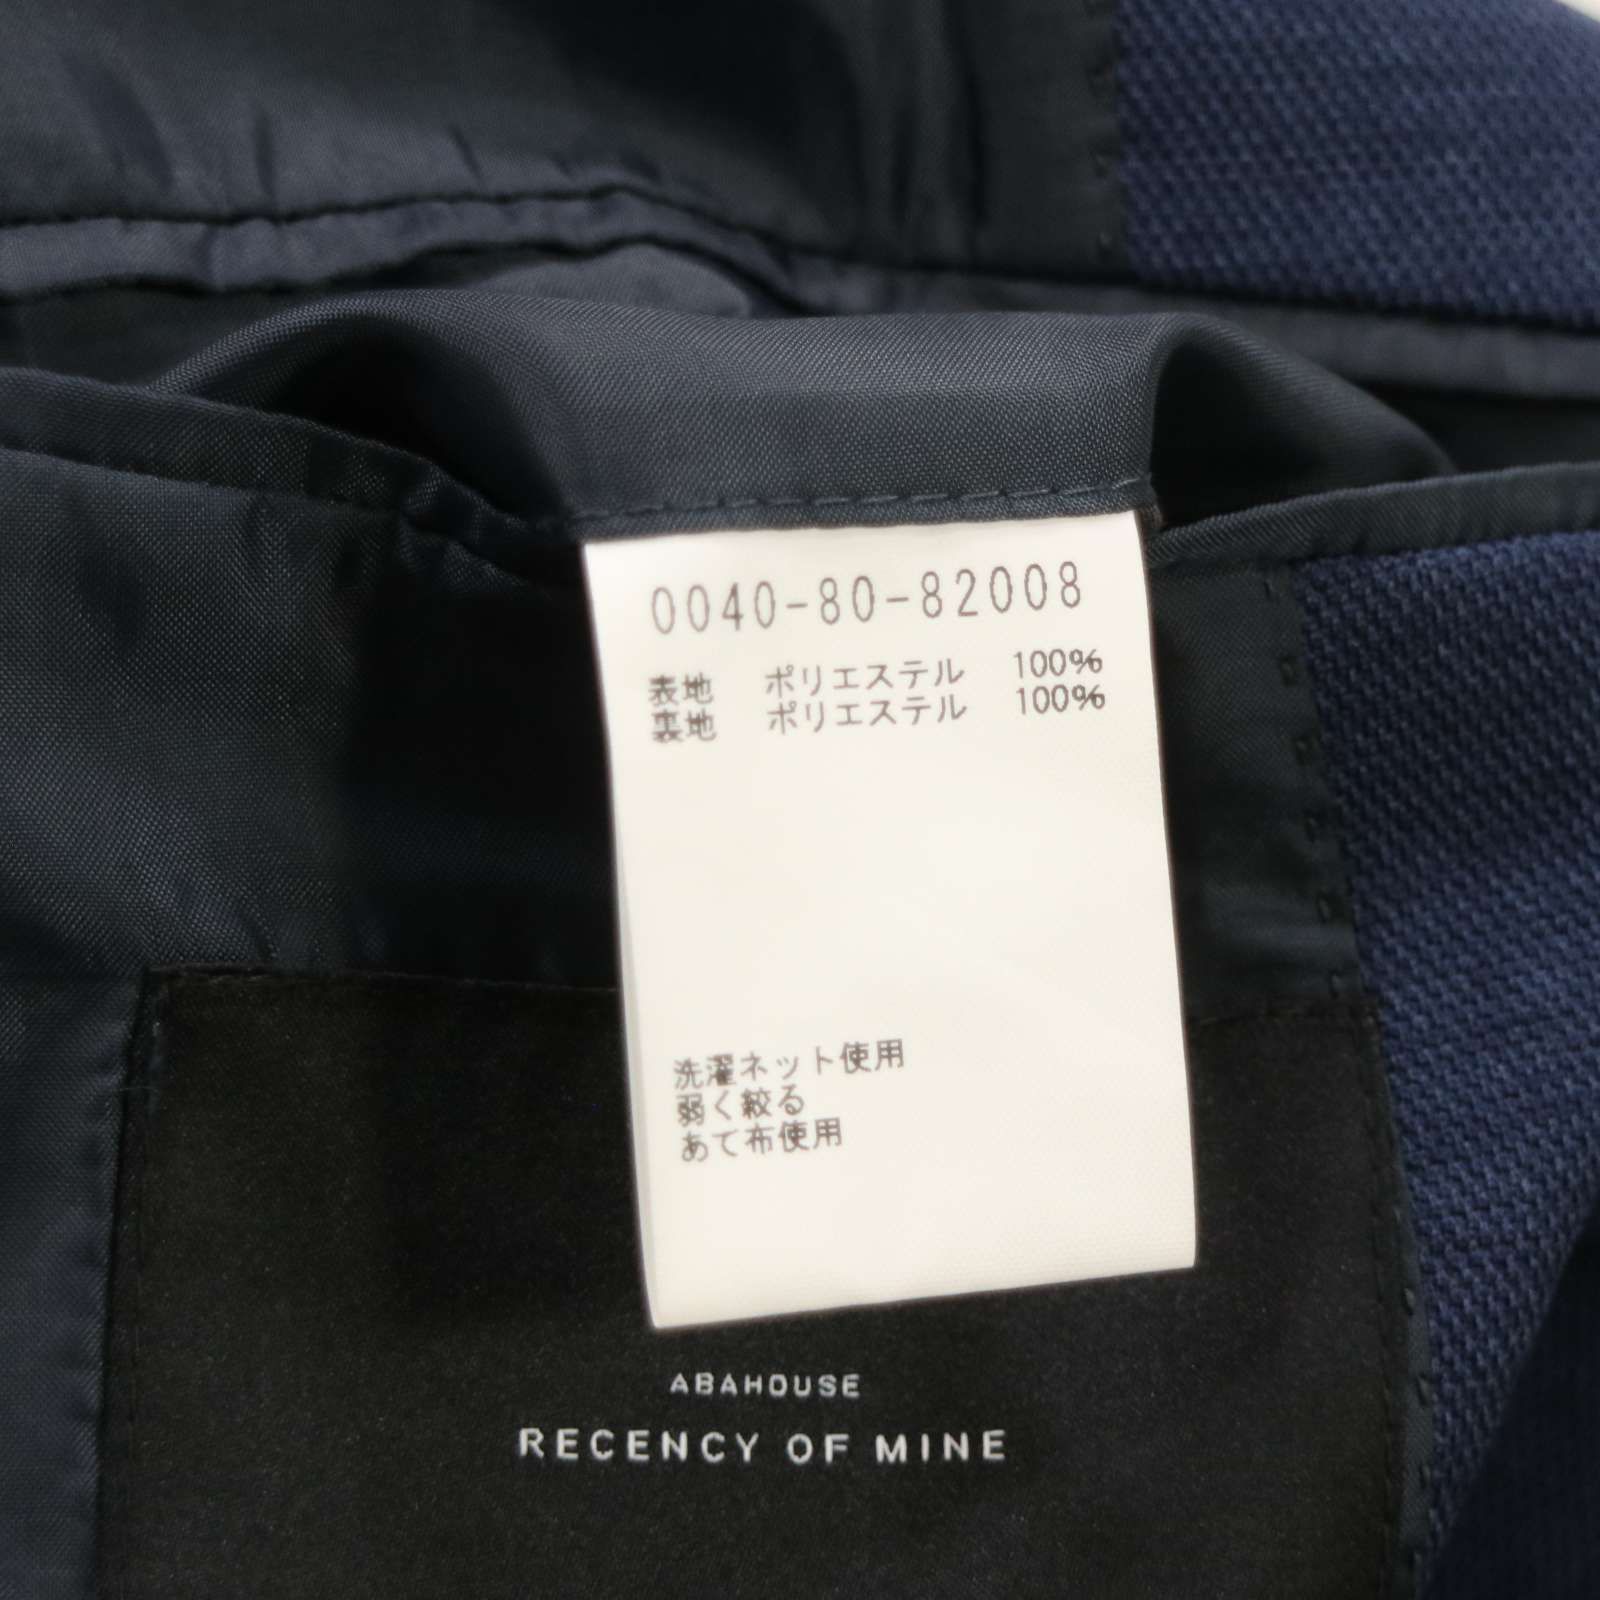 0040-80-82008
表地 ポリエステル 100%
裏地 ポリエステル 100%
洗濯ネット使用
弱く絞る
あて布使用
ABAHOUSE
RECENCY OF MINE